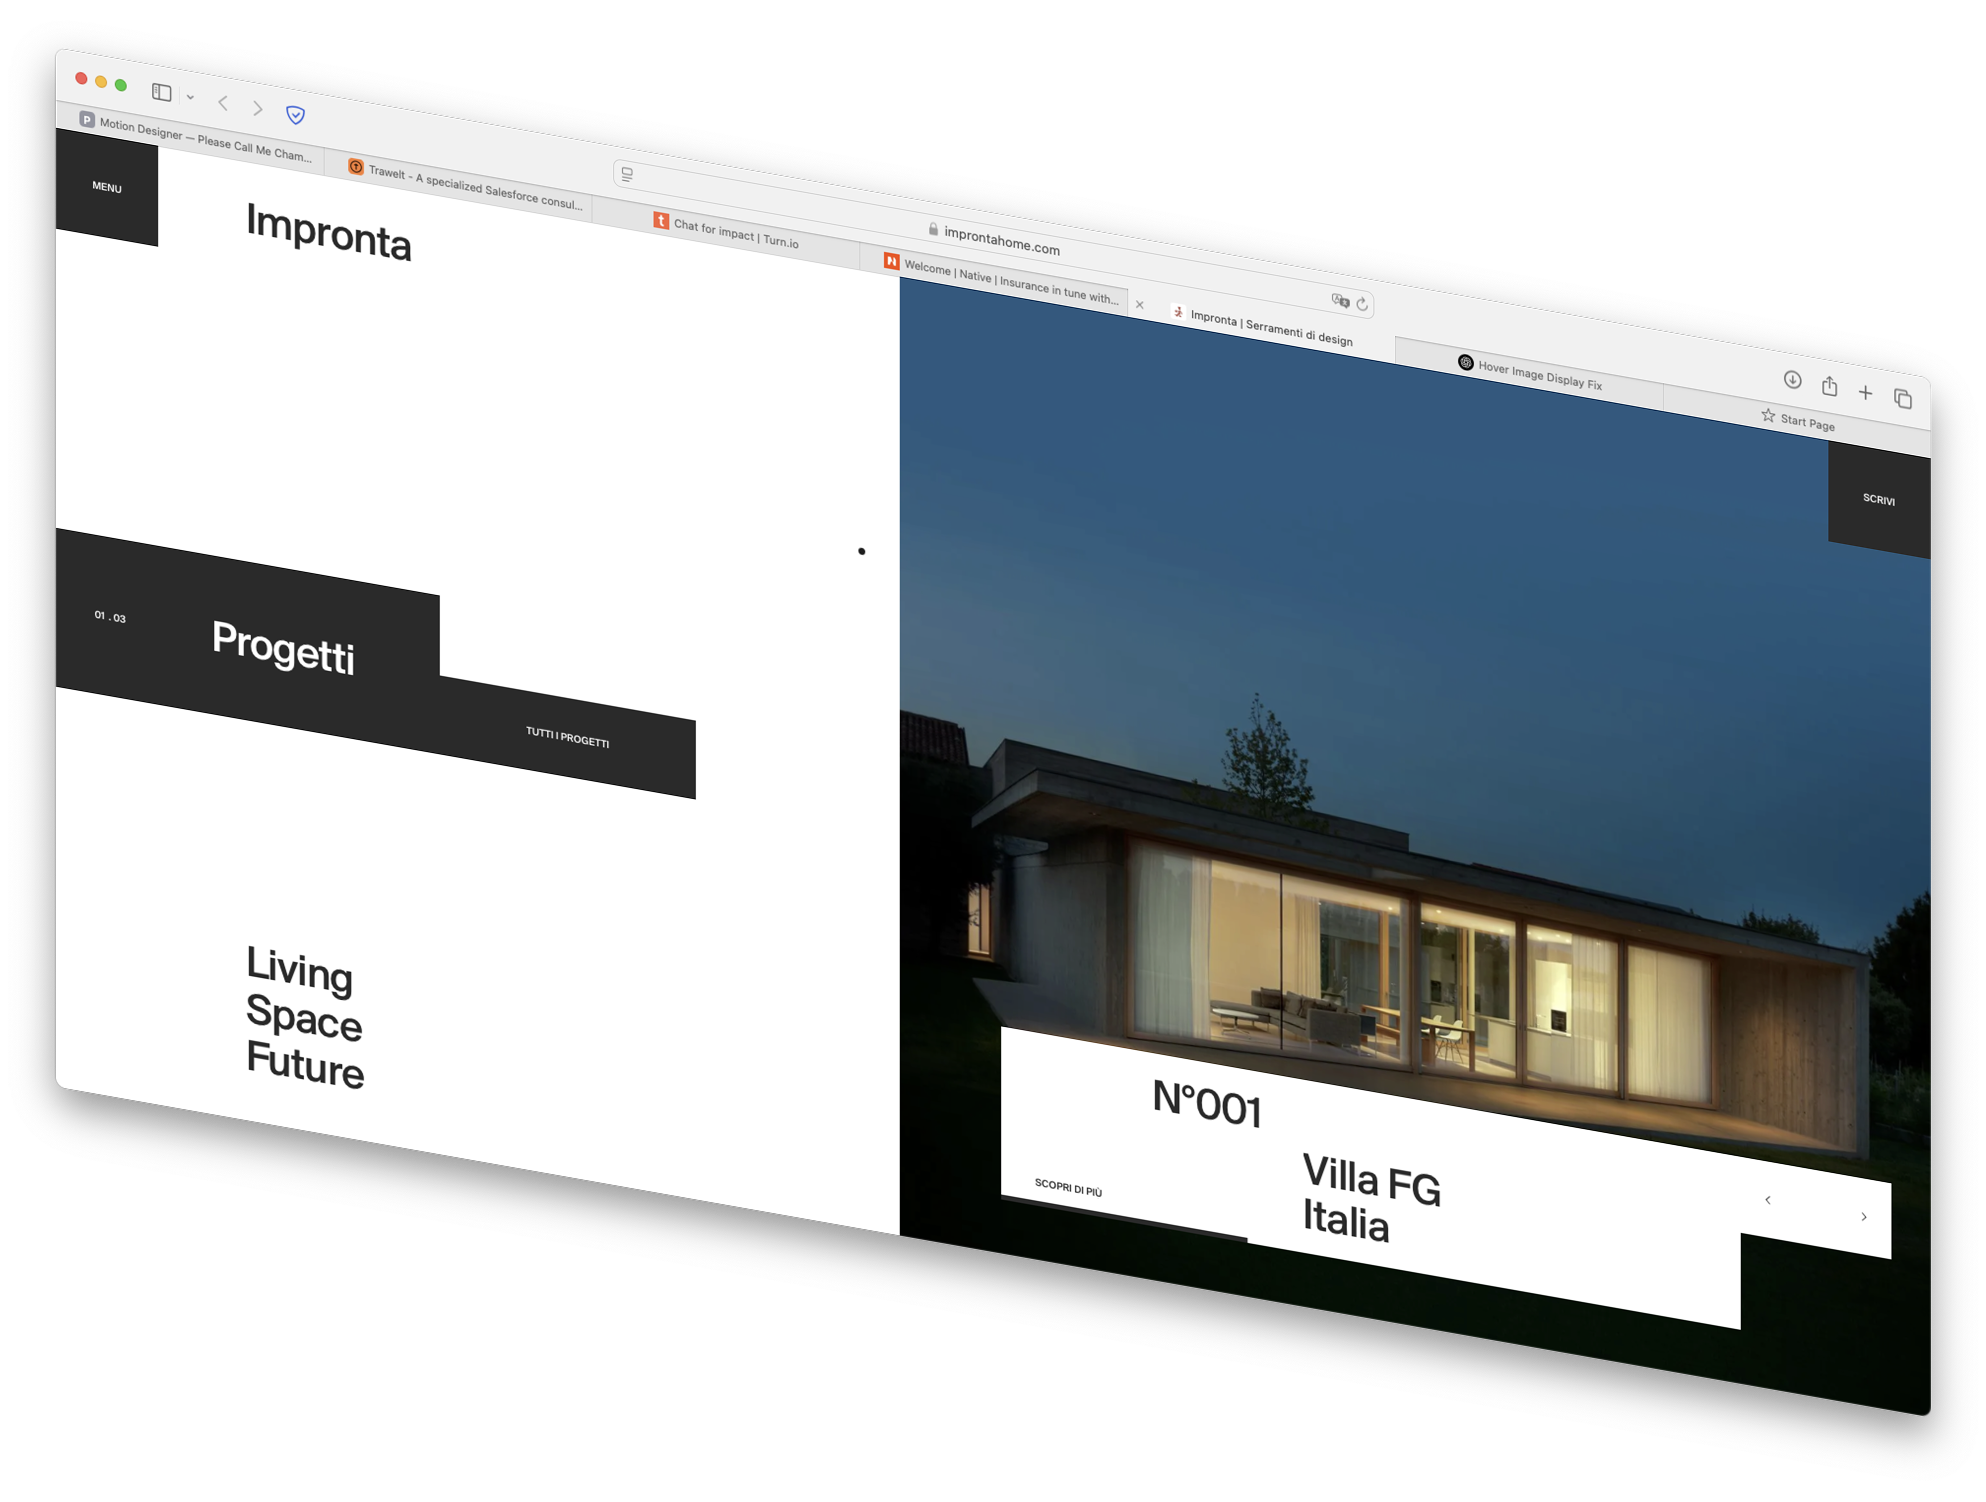 improntahome.com
Motion Designer — Please Call Me Cham...
Trawelt - A specialized Salesforce consul...
Chat for impact | Turn.io
Welcome | Native | Insurance in tune with...
Impronta | Serramenti di design
Hover Image Display Fix
Start Page
MENU
Impronta
SCRIVI
01 . 03
Progetti
TUTTI I PROGETTI
Living
Space
Future
N°001
Villa FG
Italia
SCOPRI DI PIÙ